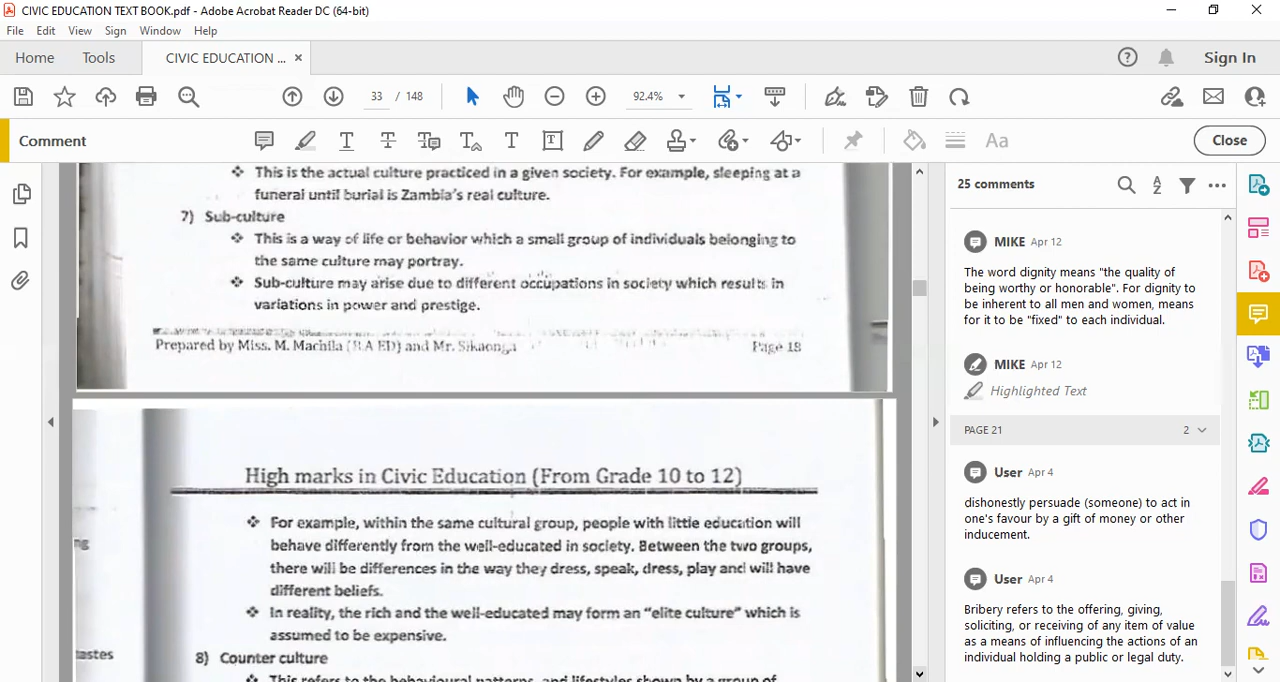 CIVIC EDUCATION TEXT BOOK.pdf - Adobe Acrobat Reader DC (64-bit)
File Edit View Sign Window Help
Home Tools CIVIC EDUCATION ... × Sign In
33 / 148 92.4%
Comment Close
❖ This is the actual culture practiced in a given society. For example, sleeping at a
funeral until burial is Zambia's real culture.
7) Sub-culture
❖ This is a way of life or behavior which a small group of individuals belonging to
the same culture may portray.
❖ Sub-culture may arise due to different occupations in society which results in
variations in power and prestige.
Prepared by Miss. M. Machila (B.A ED) and Mr. Sikaonga Page 18
High marks in Civic Education (From Grade 10 to 12)
❖ For example, within the same cultural group, people with little education will
behave differently from the well-educated in society. Between the two groups,
there will be differences in the way they dress, speak, dress, play and will have
different beliefs.
❖ In reality, the rich and the well-educated may form an "elite culture" which is
assumed to be expensive.
tastes
8) Counter culture
❖ This refers to the behavioural patterns, and lifestyles shown by a group of
25 comments
MIKE Apr 12
The word dignity means "the quality of
being worthy or honorable". For dignity to
be inherent to all men and women, means
for it to be "fixed" to each individual.
MIKE Apr 12
Highlighted Text
PAGE 21 2
User Apr 4
dishonestly persuade (someone) to act in
one's favour by a gift of money or other
inducement.
User Apr 4
Bribery refers to the offering, giving,
soliciting, or receiving of any item of value
as a means of influencing the actions of an
individual holding a public or legal duty.